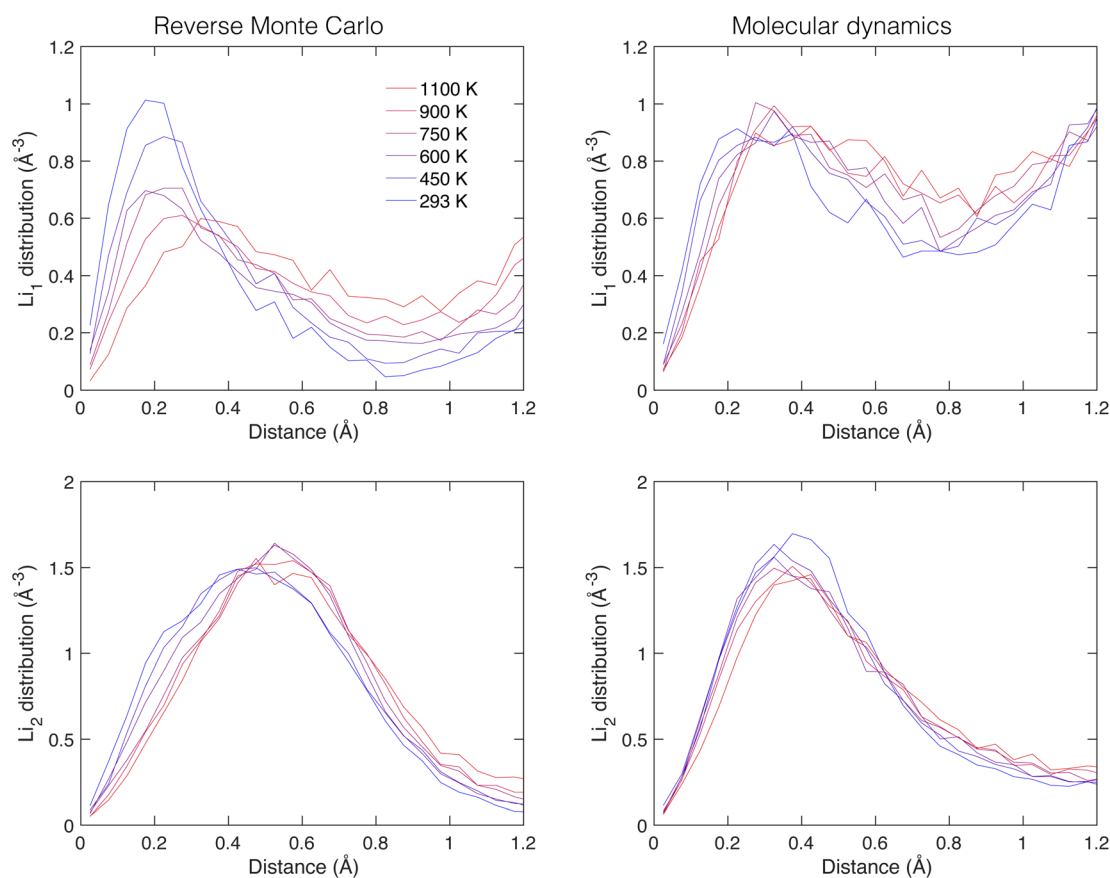 Reverse Monte Carlo
Molecular dynamics
1.2
1
0.8
0.6
0.4
0.2
0
Li₁ distribution (Å⁻³)
1100 K
900 K
750 K
600 K
450 K
293 K
0 0.2 0.4 0.6 0.8 1 1.2
Distance (Å)
1.2
1
0.8
0.6
0.4
0.2
0
Li₁ distribution (Å⁻³)
0 0.2 0.4 0.6 0.8 1 1.2
Distance (Å)
2
1.5
1
0.5
0
Li₂ distribution (Å⁻³)
0 0.2 0.4 0.6 0.8 1 1.2
Distance (Å)
2
1.5
1
0.5
0
Li₂ distribution (Å⁻³)
0 0.2 0.4 0.6 0.8 1 1.2
Distance (Å)